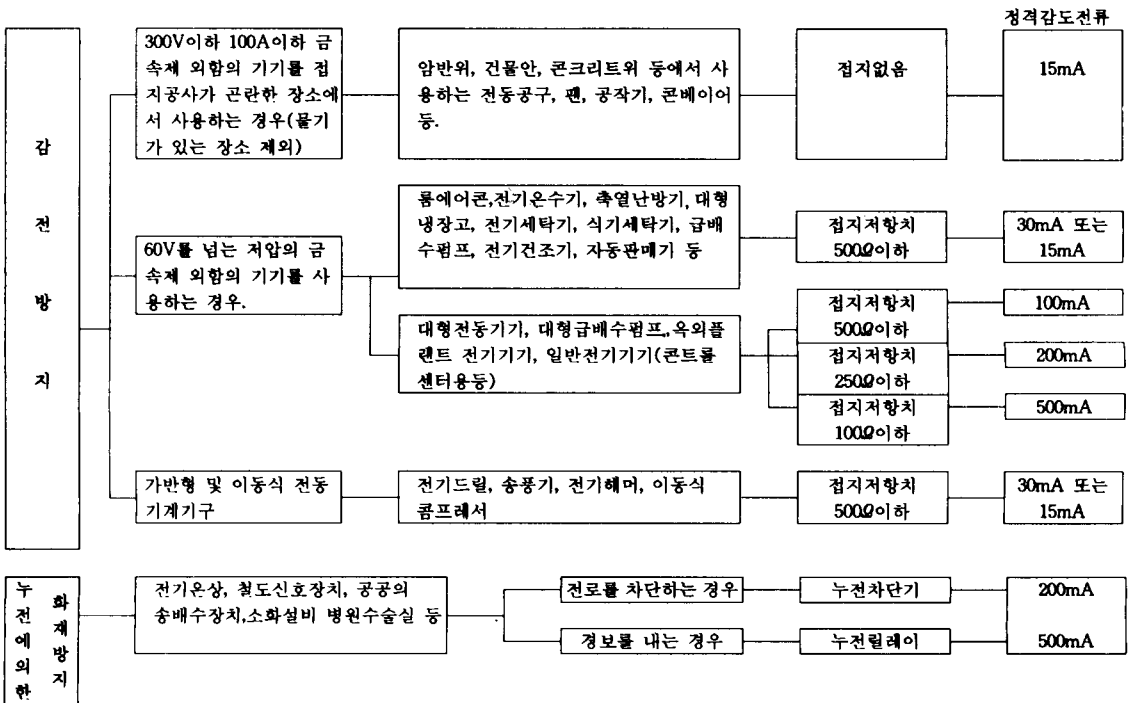 정격감도전류
감
전
방
지
300V이하 100A이하 금
속제 외함의 기기를 접
지공사가 곤란한 장소에
서 사용하는 경우(물기
가 있는 장소 제외)
암반위, 건물안, 콘크리트위 등에서 사
용하는 전동공구, 팬, 공작기, 콘베이어
등.
접지없음
15mA
60V를 넘는 저압의 금
속제 외함의 기기를 사
용하는 경우.
룸에어콘,전기온수기, 축열난방기, 대형
냉장고, 전기세탁기, 식기세탁기, 급배
수펌프, 전기건조기, 자동판매기 등
접지저항치
500Ω이하
30mA 또는
15mA
대형전동기기, 대형급배수펌프,옥외플
랜트 전기기기, 일반전기기기(콘트롤
센터용등)
접지저항치
500Ω이하
100mA
접지저항치
250Ω이하
200mA
접지저항치
100Ω이하
500mA
가반형 및 이동식 전동
기계기구
전기드릴, 송풍기, 전기해머, 이동식
콤프레서
접지저항치
500Ω이하
30mA 또는
15mA
누전에의한
화재방지
전기온상, 철도신호장치, 공공의
송배수장치,소화설비 병원수술실 등
전로를 차단하는 경우
누전차단기
200mA
경보를 내는 경우
누전릴레이
500mA